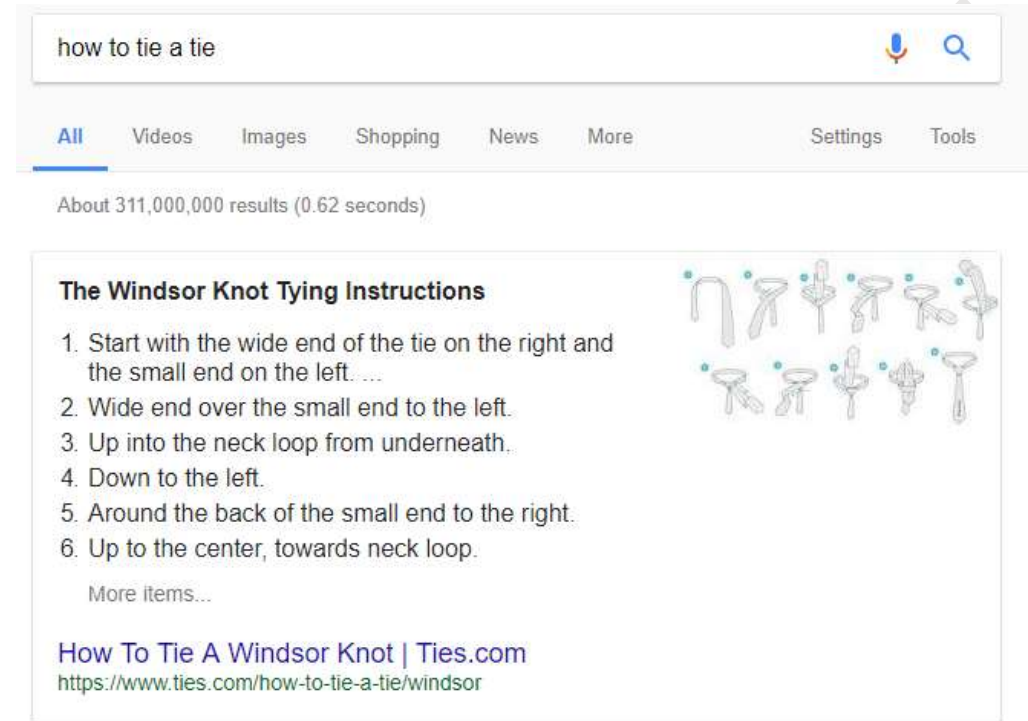 how to tie a tie
All Videos Images Shopping News More Settings Tools
About 311,000,000 results (0.62 seconds)
The Windsor Knot Tying Instructions
1. Start with the wide end of the tie on the right and
the small end on the left. ...
2. Wide end over the small end to the left.
3. Up into the neck loop from underneath.
4. Down to the left.
5. Around the back of the small end to the right.
6. Up to the center, towards neck loop.
More items...
How To Tie A Windsor Knot | Ties.com
https://www.ties.com/how-to-tie-a-tie/windsor